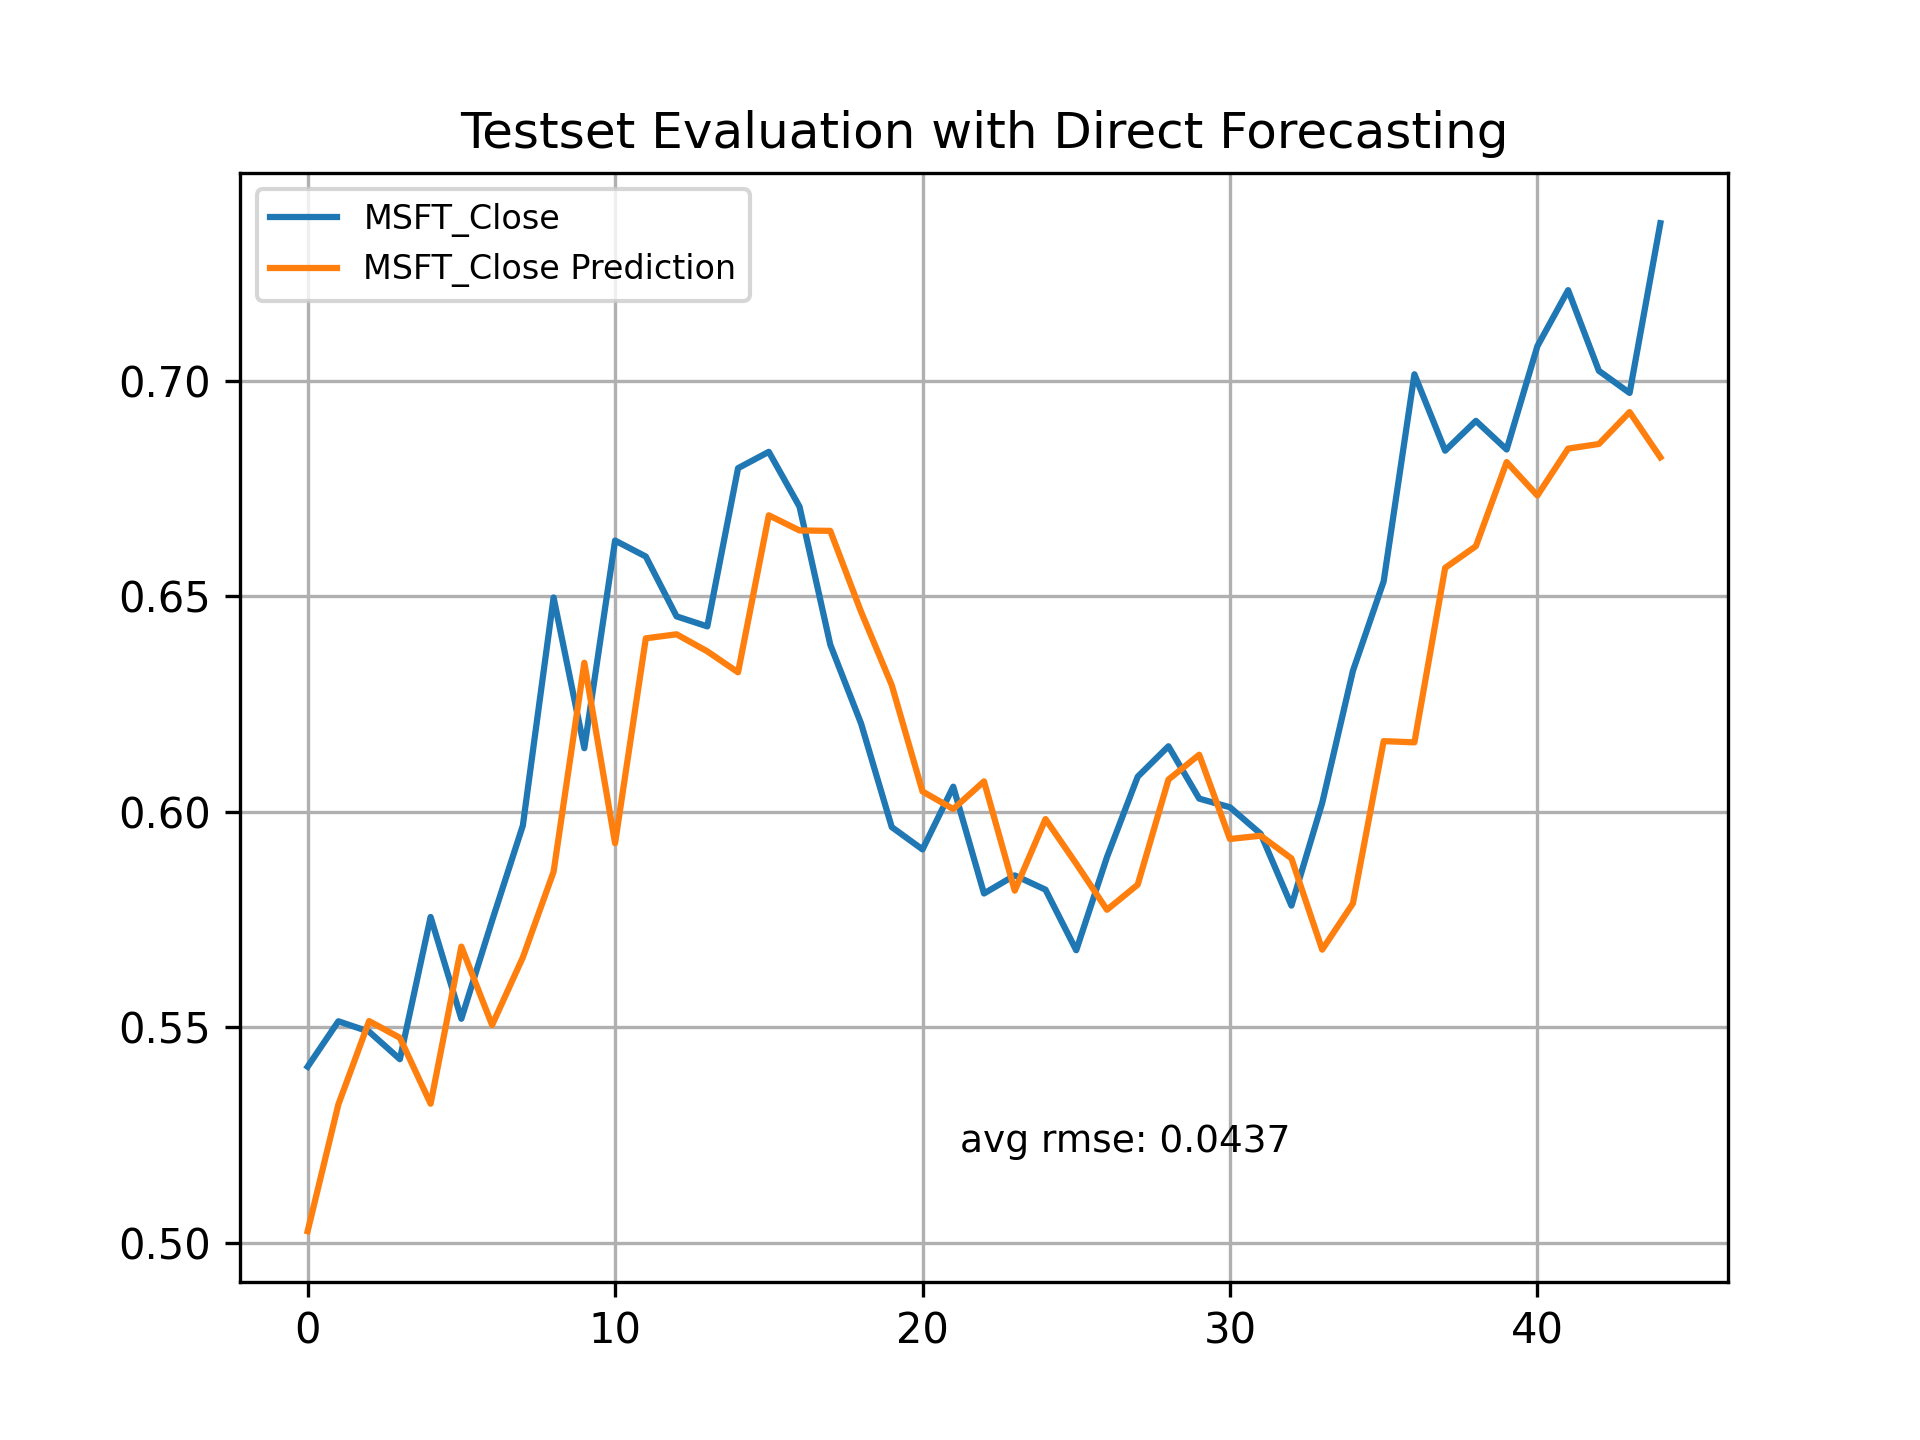 Testset Evaluation with Direct Forecasting
MSFT_Close
MSFT_Close Prediction
0.70
0.65
0.60
0.55
avg rmse: 0.0437
0.50
0 10 20 30 40